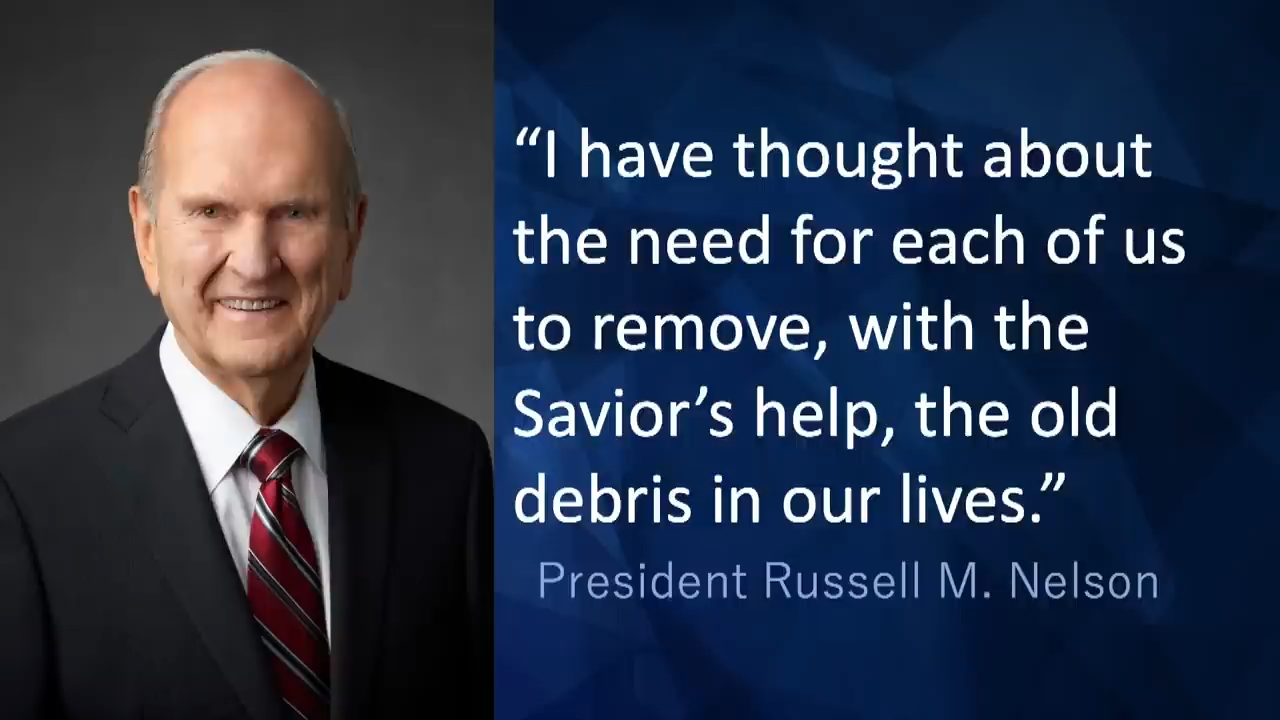 “I have thought about
the need for each of us
to remove, with the
Savior’s help, the old
debris in our lives.”
President Russell M. Nelson